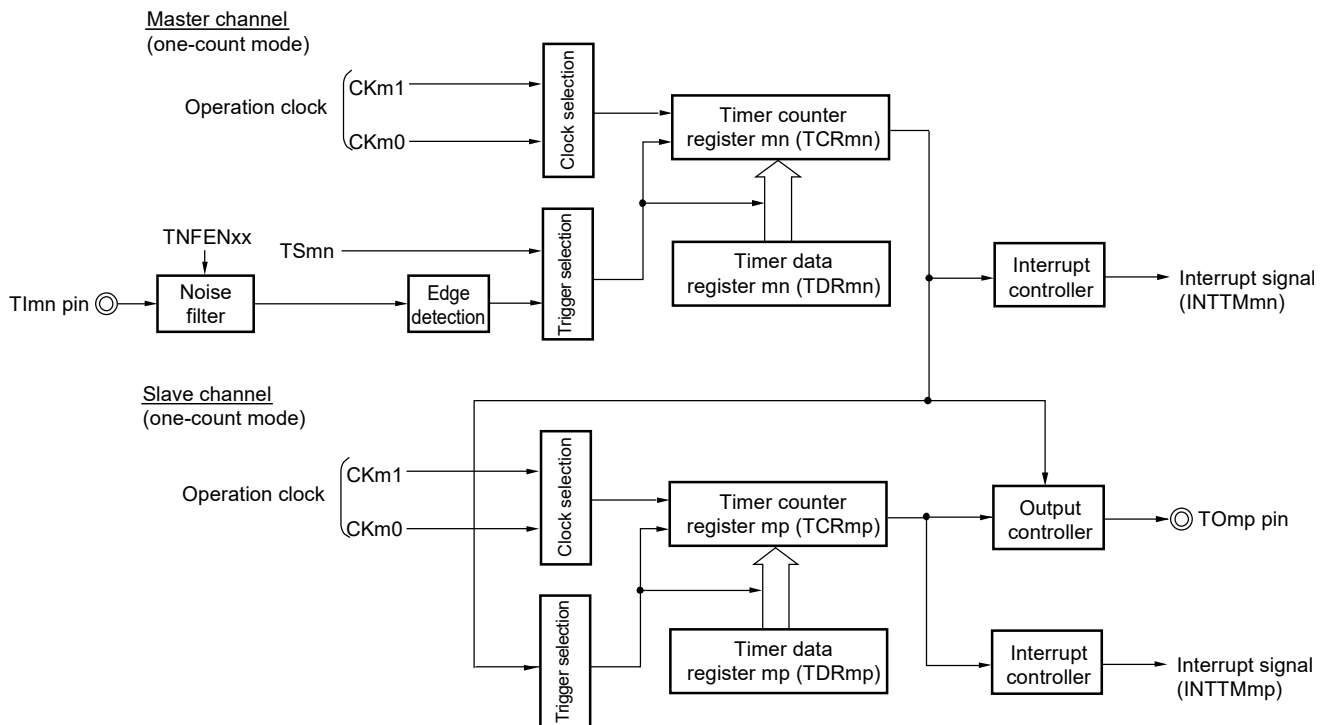 Master channel
(one-count mode)
Operation clock
CKm1
CKm0
Clock selection
Timer counter
register mn (TCRmn)
TNFENxx
TSmn
TImn pin
Noise
filter
Edge
detection
Trigger selection
Timer data
register mn (TDRmn)
Interrupt
controller
Interrupt signal
(INTTMmn)
Slave channel
(one-count mode)
Operation clock
CKm1
CKm0
Clock selection
Timer counter
register mp (TCRmp)
Output
controller
TOmp pin
Trigger selection
Timer data
register mp (TDRmp)
Interrupt
controller
Interrupt signal
(INTTMmp)